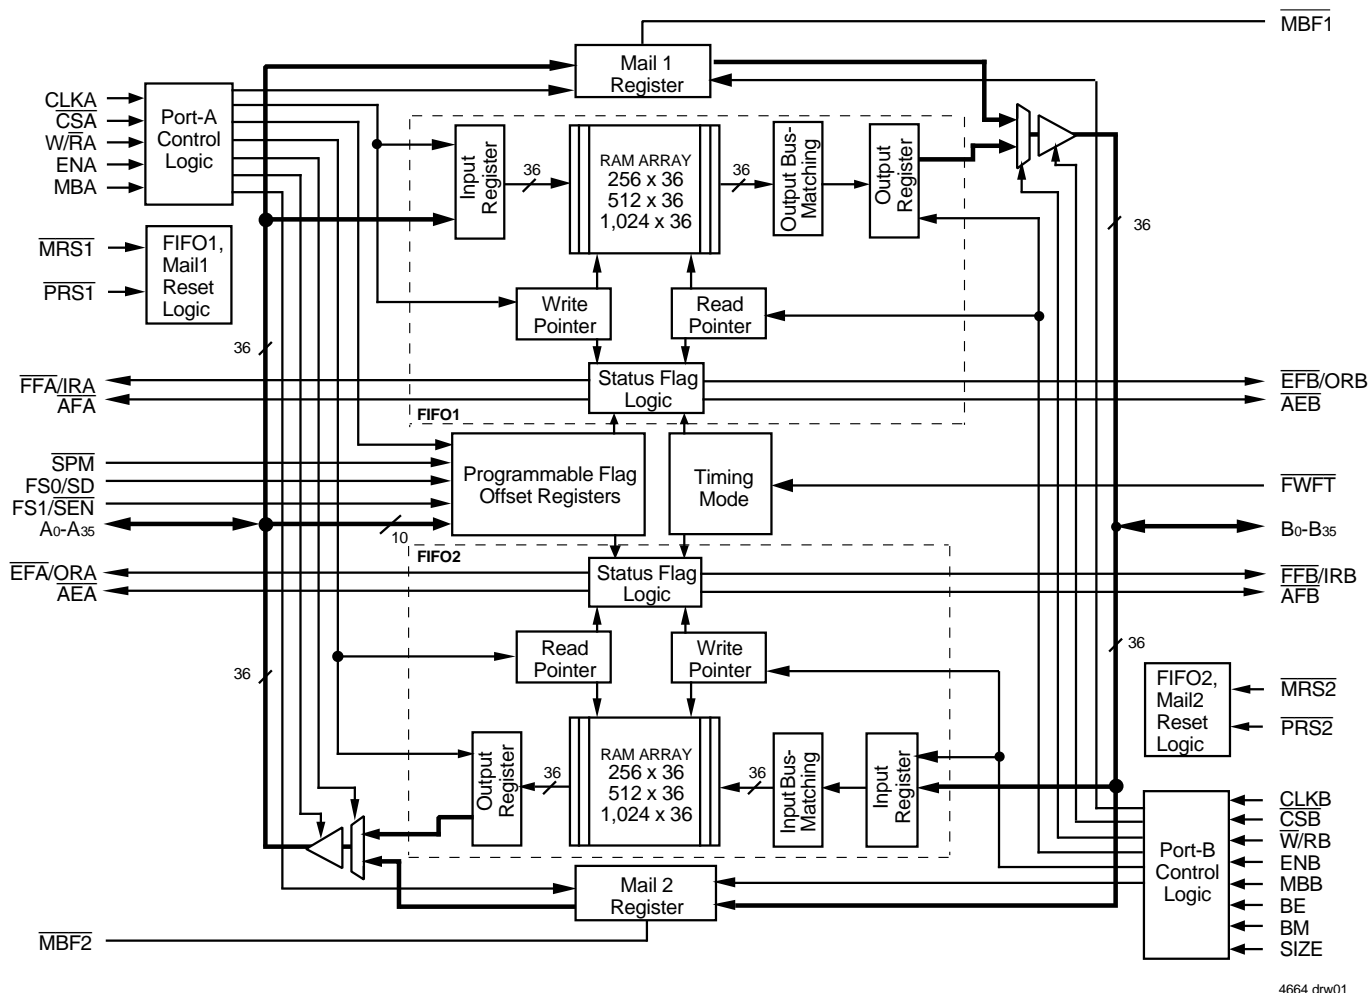 MBF1
Mail 1
Register
CLKA
CSA
W/RA
ENA
MBA
Port-A
Control
Logic
Input
Register
36
RAM ARRAY
256 x 36
512 x 36
1,024 x 36
36
Output Bus-
Matching
Output
Register
36
MRS1
PRS1
FIFO1,
Mail1
Reset
Logic
Write
Pointer
Read
Pointer
36
FFA/IRA
AFA
Status Flag
Logic
EFB/ORB
AEB
FIFO1
SPM
FS0/SD
FS1/SEN
A0-A35
Programmable Flag
Offset Registers
10
Timing
Mode
FWFT
B0-B35
FIFO2
EFA/ORA
AEA
Status Flag
Logic
FFB/IRB
AFB
Read
Pointer
Write
Pointer
36
36
FIFO2,
Mail2
Reset
Logic
MRS2
PRS2
Output
Register
36
RAM ARRAY
256 x 36
512 x 36
1,024 x 36
36
Input Bus-
Matching
Input
Register
Port-B
Control
Logic
CLKB
CSB
W/RB
ENB
MBB
BE
BM
SIZE
Mail 2
Register
MBF2
4664 drw01